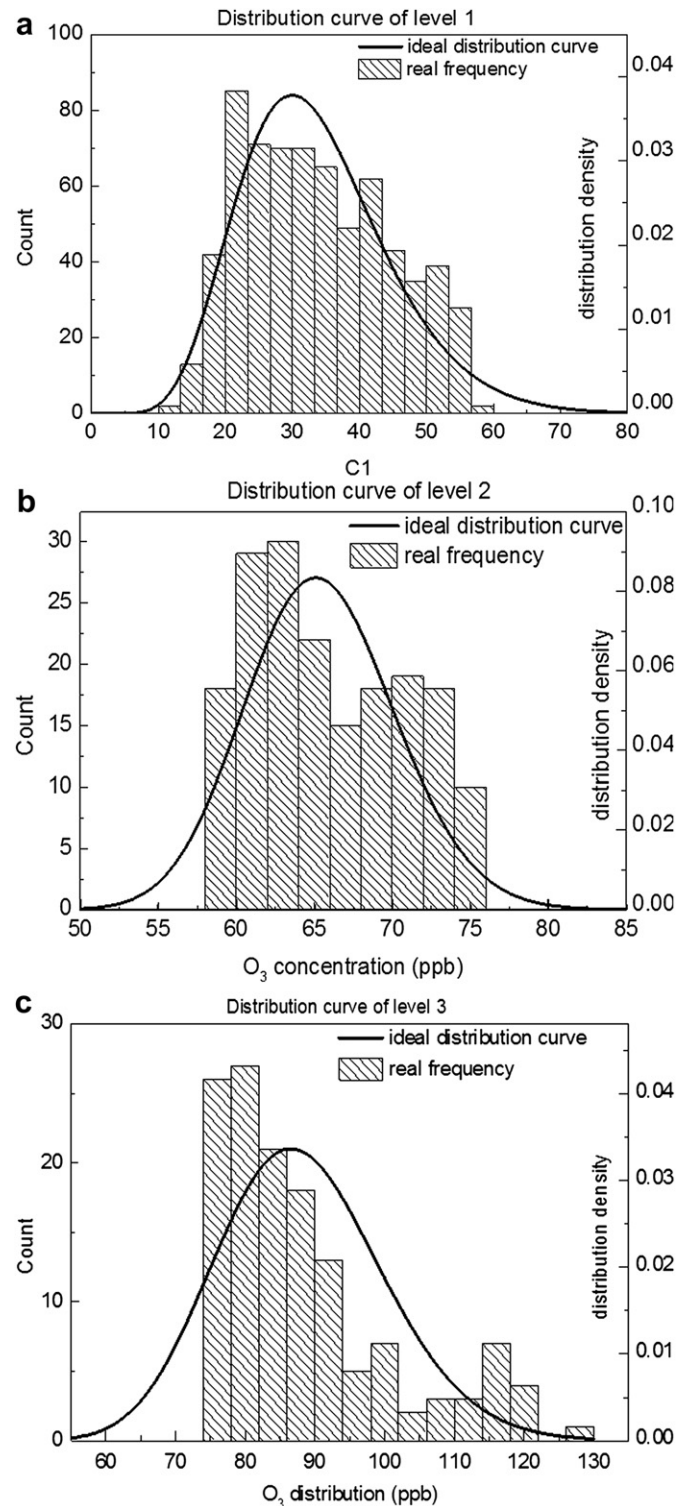 a
Distribution curve of level 1
ideal distribution curve
real frequency
100
80
60
40
20
0
Count
0.04
0.03
0.02
0.01
0.00
distribution density
0 10 20 30 40 50 60 70 80
C1
b
Distribution curve of level 2
ideal distribution curve
real frequency
30
25
20
15
10
5
0
Count
0.10
0.08
0.06
0.04
0.02
0.00
distribution density
50 55 60 65 70 75 80 85
O3 concentration (ppb)
c
Distribution curve of level 3
ideal distribution curve
real frequency
30
20
10
0
Count
0.04
0.03
0.02
0.01
0.00
distribution density
60 70 80 90 100 110 120 130
O3 distribution (ppb)